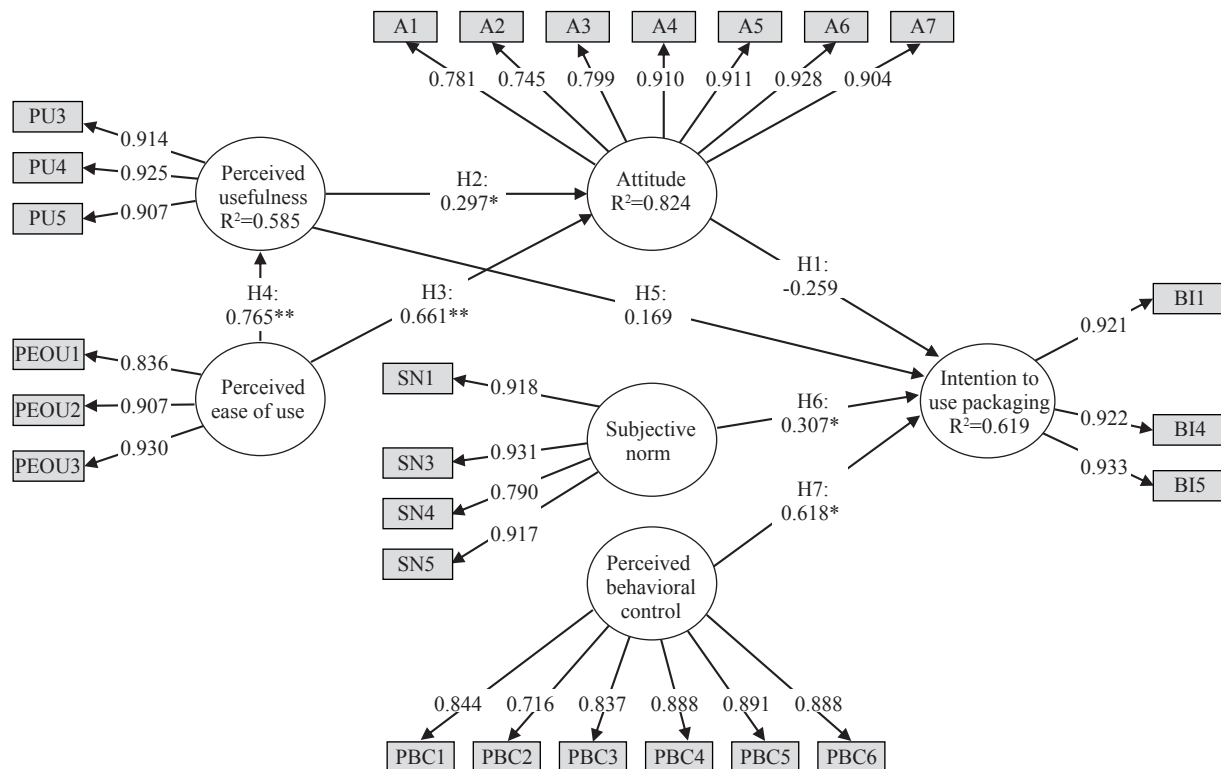 A1 A2 A3 A4 A5 A6 A7
0.781 0.745 0.799 0.910 0.911 0.928 0.904
PU3
0.914
PU4
0.925
PU5
0.907
Perceived
usefulness
R²=0.585
H2:
0.297*
Attitude
R²=0.824
H4:
0.765**
H3:
0.661**
H5:
0.169
H1:
-0.259
PEOU1
0.836
PEOU2
0.907
PEOU3
0.930
Perceived
ease of use
SN1
0.918
SN3
0.931
SN4
0.790
SN5
0.917
Subjective
norm
H6:
0.307*
H7:
0.618*
Intention to
use packaging
R²=0.619
BI1
0.921
BI4
0.922
BI5
0.933
Perceived
behavioral
control
0.844 0.716 0.837 0.888 0.891 0.888
PBC1 PBC2 PBC3 PBC4 PBC5 PBC6